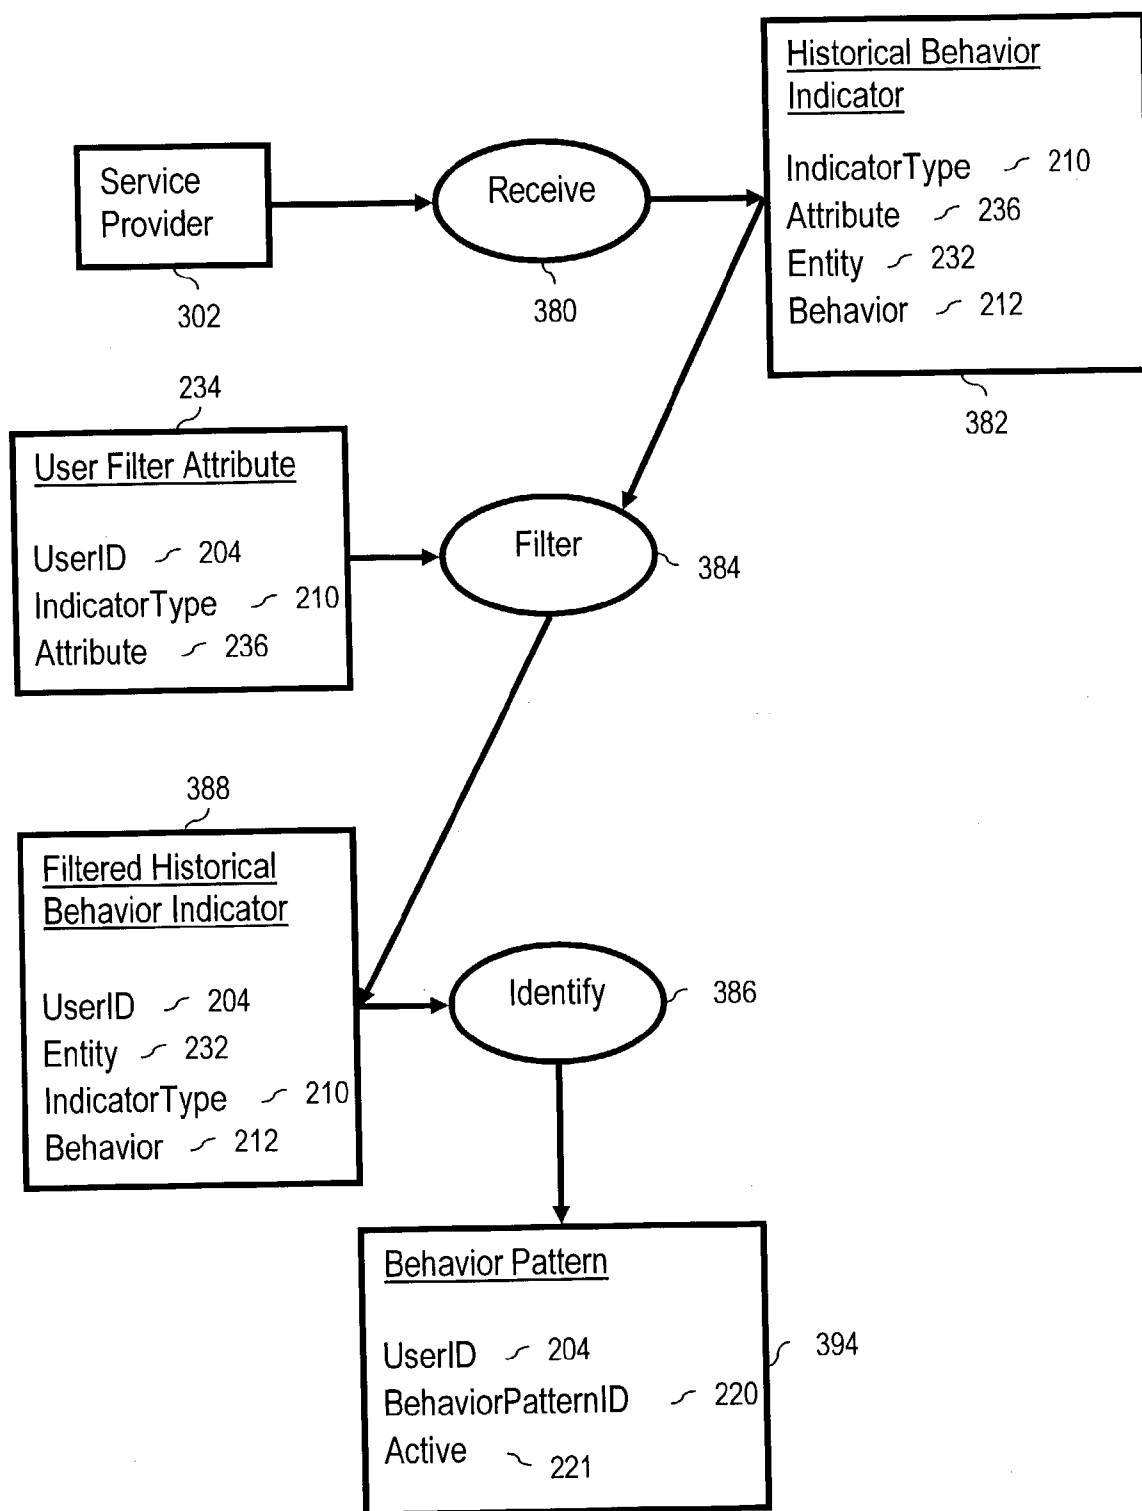 Historical Behavior
Indicator
IndicatorType 210
Attribute 236
Entity 232
Behavior 212
382
Service
Provider
302
Receive
380
234
User Filter Attribute
UserID 204
IndicatorType 210
Attribute 236
Filter
384
388
Filtered Historical
Behavior Indicator
UserID 204
Entity 232
IndicatorType 210
Behavior 212
Identify
386
Behavior Pattern
UserID 204
BehaviorPatternID 220
Active 221
394